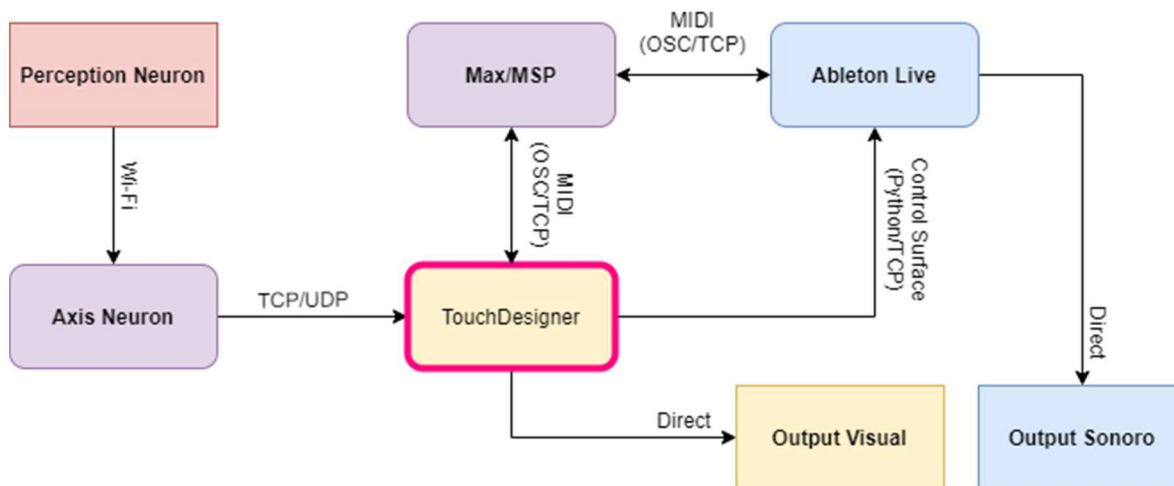 MIDI
(OSC/TCP)
Perception Neuron
Max/MSP
Ableton Live
Wi-Fi
MIDI
(OSC/TCP)
Control Surface
(Python/TCP)
Axis Neuron
TCP/UDP
TouchDesigner
Direct
Direct
Output Visual
Output Sonoro